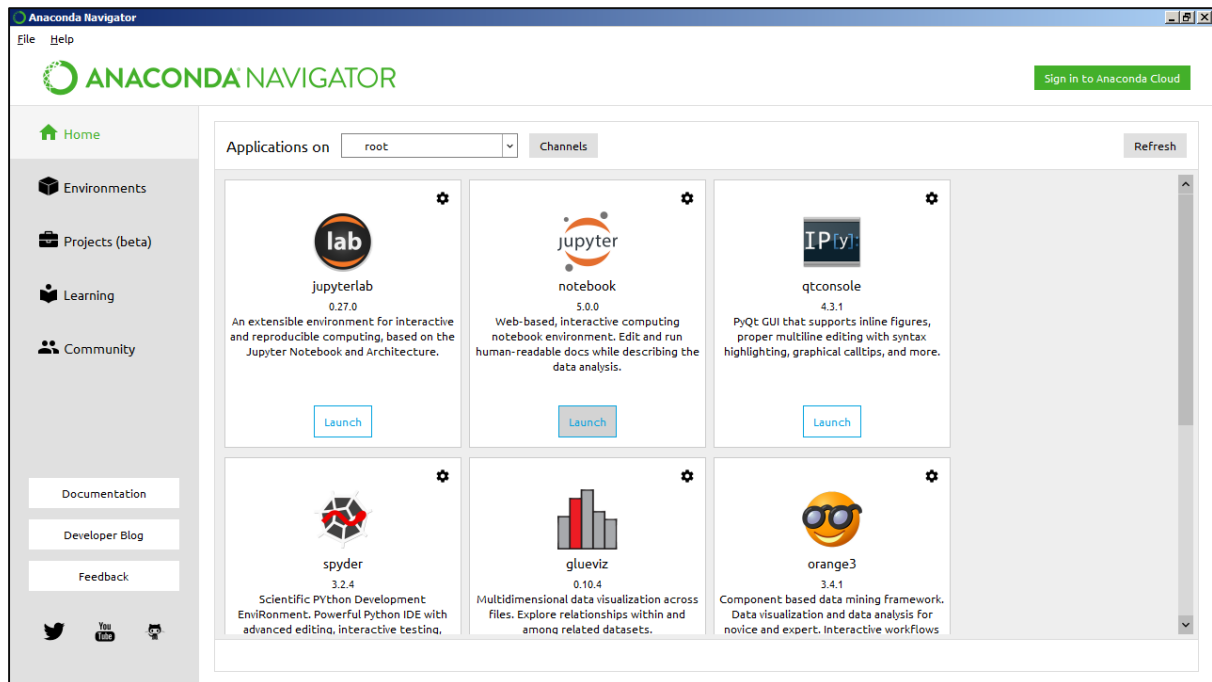 Anaconda Navigator
File Help
ANACONDA NAVIGATOR
Sign in to Anaconda Cloud
Home
Environments
Projects (beta)
Learning
Community
Documentation
Developer Blog
Feedback
You
Tube
Applications on root Channels Refresh
lab
jupyterlab
0.27.0
An extensible environment for interactive
and reproducible computing, based on the
Jupyter Notebook and Architecture.
Launch
jupyter
notebook
5.0.0
Web-based, interactive computing
notebook environment. Edit and run
human-readable docs while describing the
data analysis.
Launch
IP[y]:
qtconsole
4.3.1
PyQt GUI that supports inline figures,
proper multiline editing with syntax
highlighting, graphical calltips, and more.
Launch
spyder
3.2.4
Scientific PYthon Development
EnviRonment. Powerful Python IDE with
advanced editing, interactive testing,
glueviz
0.10.4
Multidimensional data visualization across
files. Explore relationships within and
among related datasets.
orange3
3.4.1
Component based data mining framework.
Data visualization and data analysis for
novice and expert. Interactive workflows